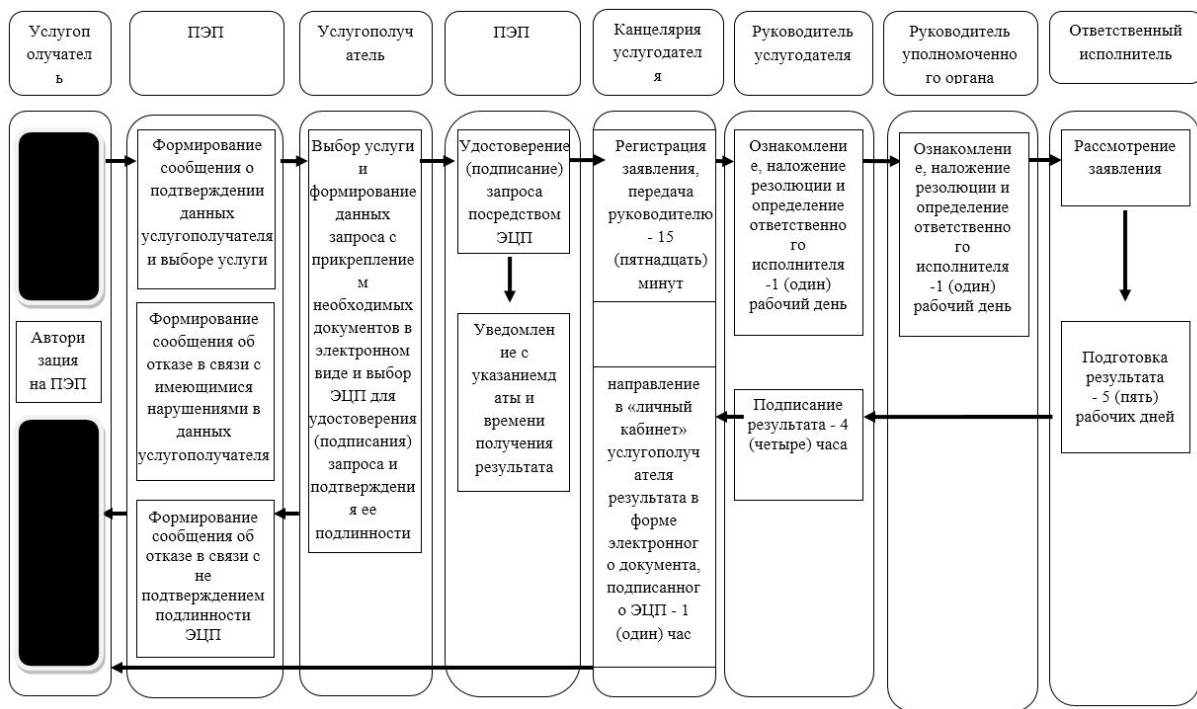 Услугоп
олучател
ь
ПЭП
Услугополуч
атель
ПЭП
Канцелярия
услугодател
я
Руководитель
услугодателя
Руководитель
уполномоченно
го органа
Ответственный
исполнитель
Автори
зация
на ПЭП
Формирование
сообщения о
подтверждении
данных
услугополучателя
и выборе услуги
Формирование
сообщения об
отказе в связи с
имеющимися
нарушениями в
данных
услугополучателя
Формирование
сообщения об
отказе в связи с
не
подтверждением
подлинности
ЭЦП
Выбор услуги
и
формирование
данных
запроса с
прикрепление
м
необходимых
документов в
электронном
виде и выбор
ЭЦП для
удостоверения
(подписания)
запроса и
подтверждени
я ее
подлинности
Удостоверение
(подписание)
запроса
посредством
ЭЦП
Уведомлен
ие с
указаниемд
аты и
времени
получения
результата
Регистрация
заявления,
передача
руководителю
- 15
(пятнадцать)
минут
направление
в «личный
кабинет»
услугополуч
ателя
результата в
форме
электронног
о документа,
подписанног
о ЭЦП - 1
(один) час
Ознакомлени
е, наложение
резолюции и
определение
ответственно
го
исполнителя
-1 (один)
рабочий день
Подписание
результата - 4
(четыре) часа
Ознакомлени
е, наложение
резолюции и
определение
ответственно
го
исполнителя
-1 (один)
рабочий день
Рассмотрение
заявления
Подготовка
результата
- 5 (пять)
рабочих дней